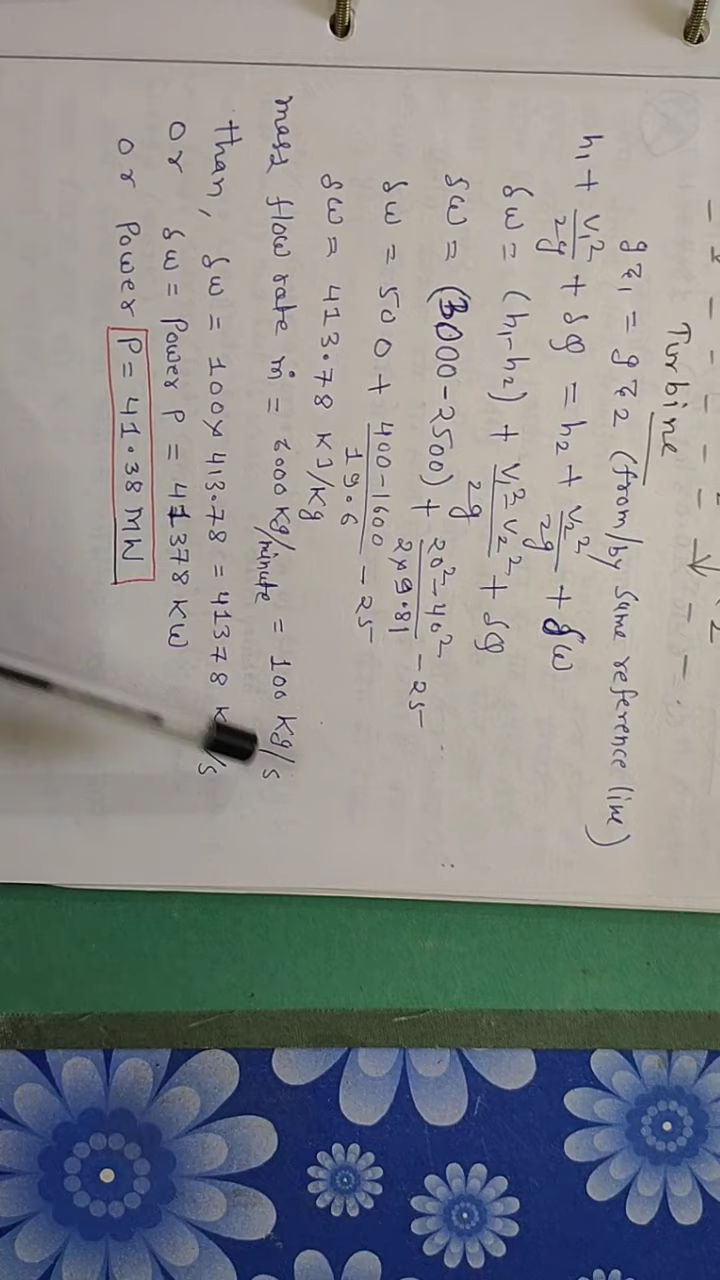 Turbine
gz₁ = gz₂ (from/by same reference line)
h₁ + V₁²/2g + δq = h₂ + V₂²/2g + δw
δw = (h₁-h₂) + V₁²-V₂²/2g + δq
δw = (3000-2500) + 20²-40²/2×9.81 - 25
δw = 500 + 400-1600/19.6 - 25
δw = 413.78 KJ/Kg
mass flow rate ṁ = 6000 Kg/minute = 100 Kg/s
than, δw = 100×413.78 = 41378 /s
or δw = Power P = 41378 KW
or Power P = 41.38 MW